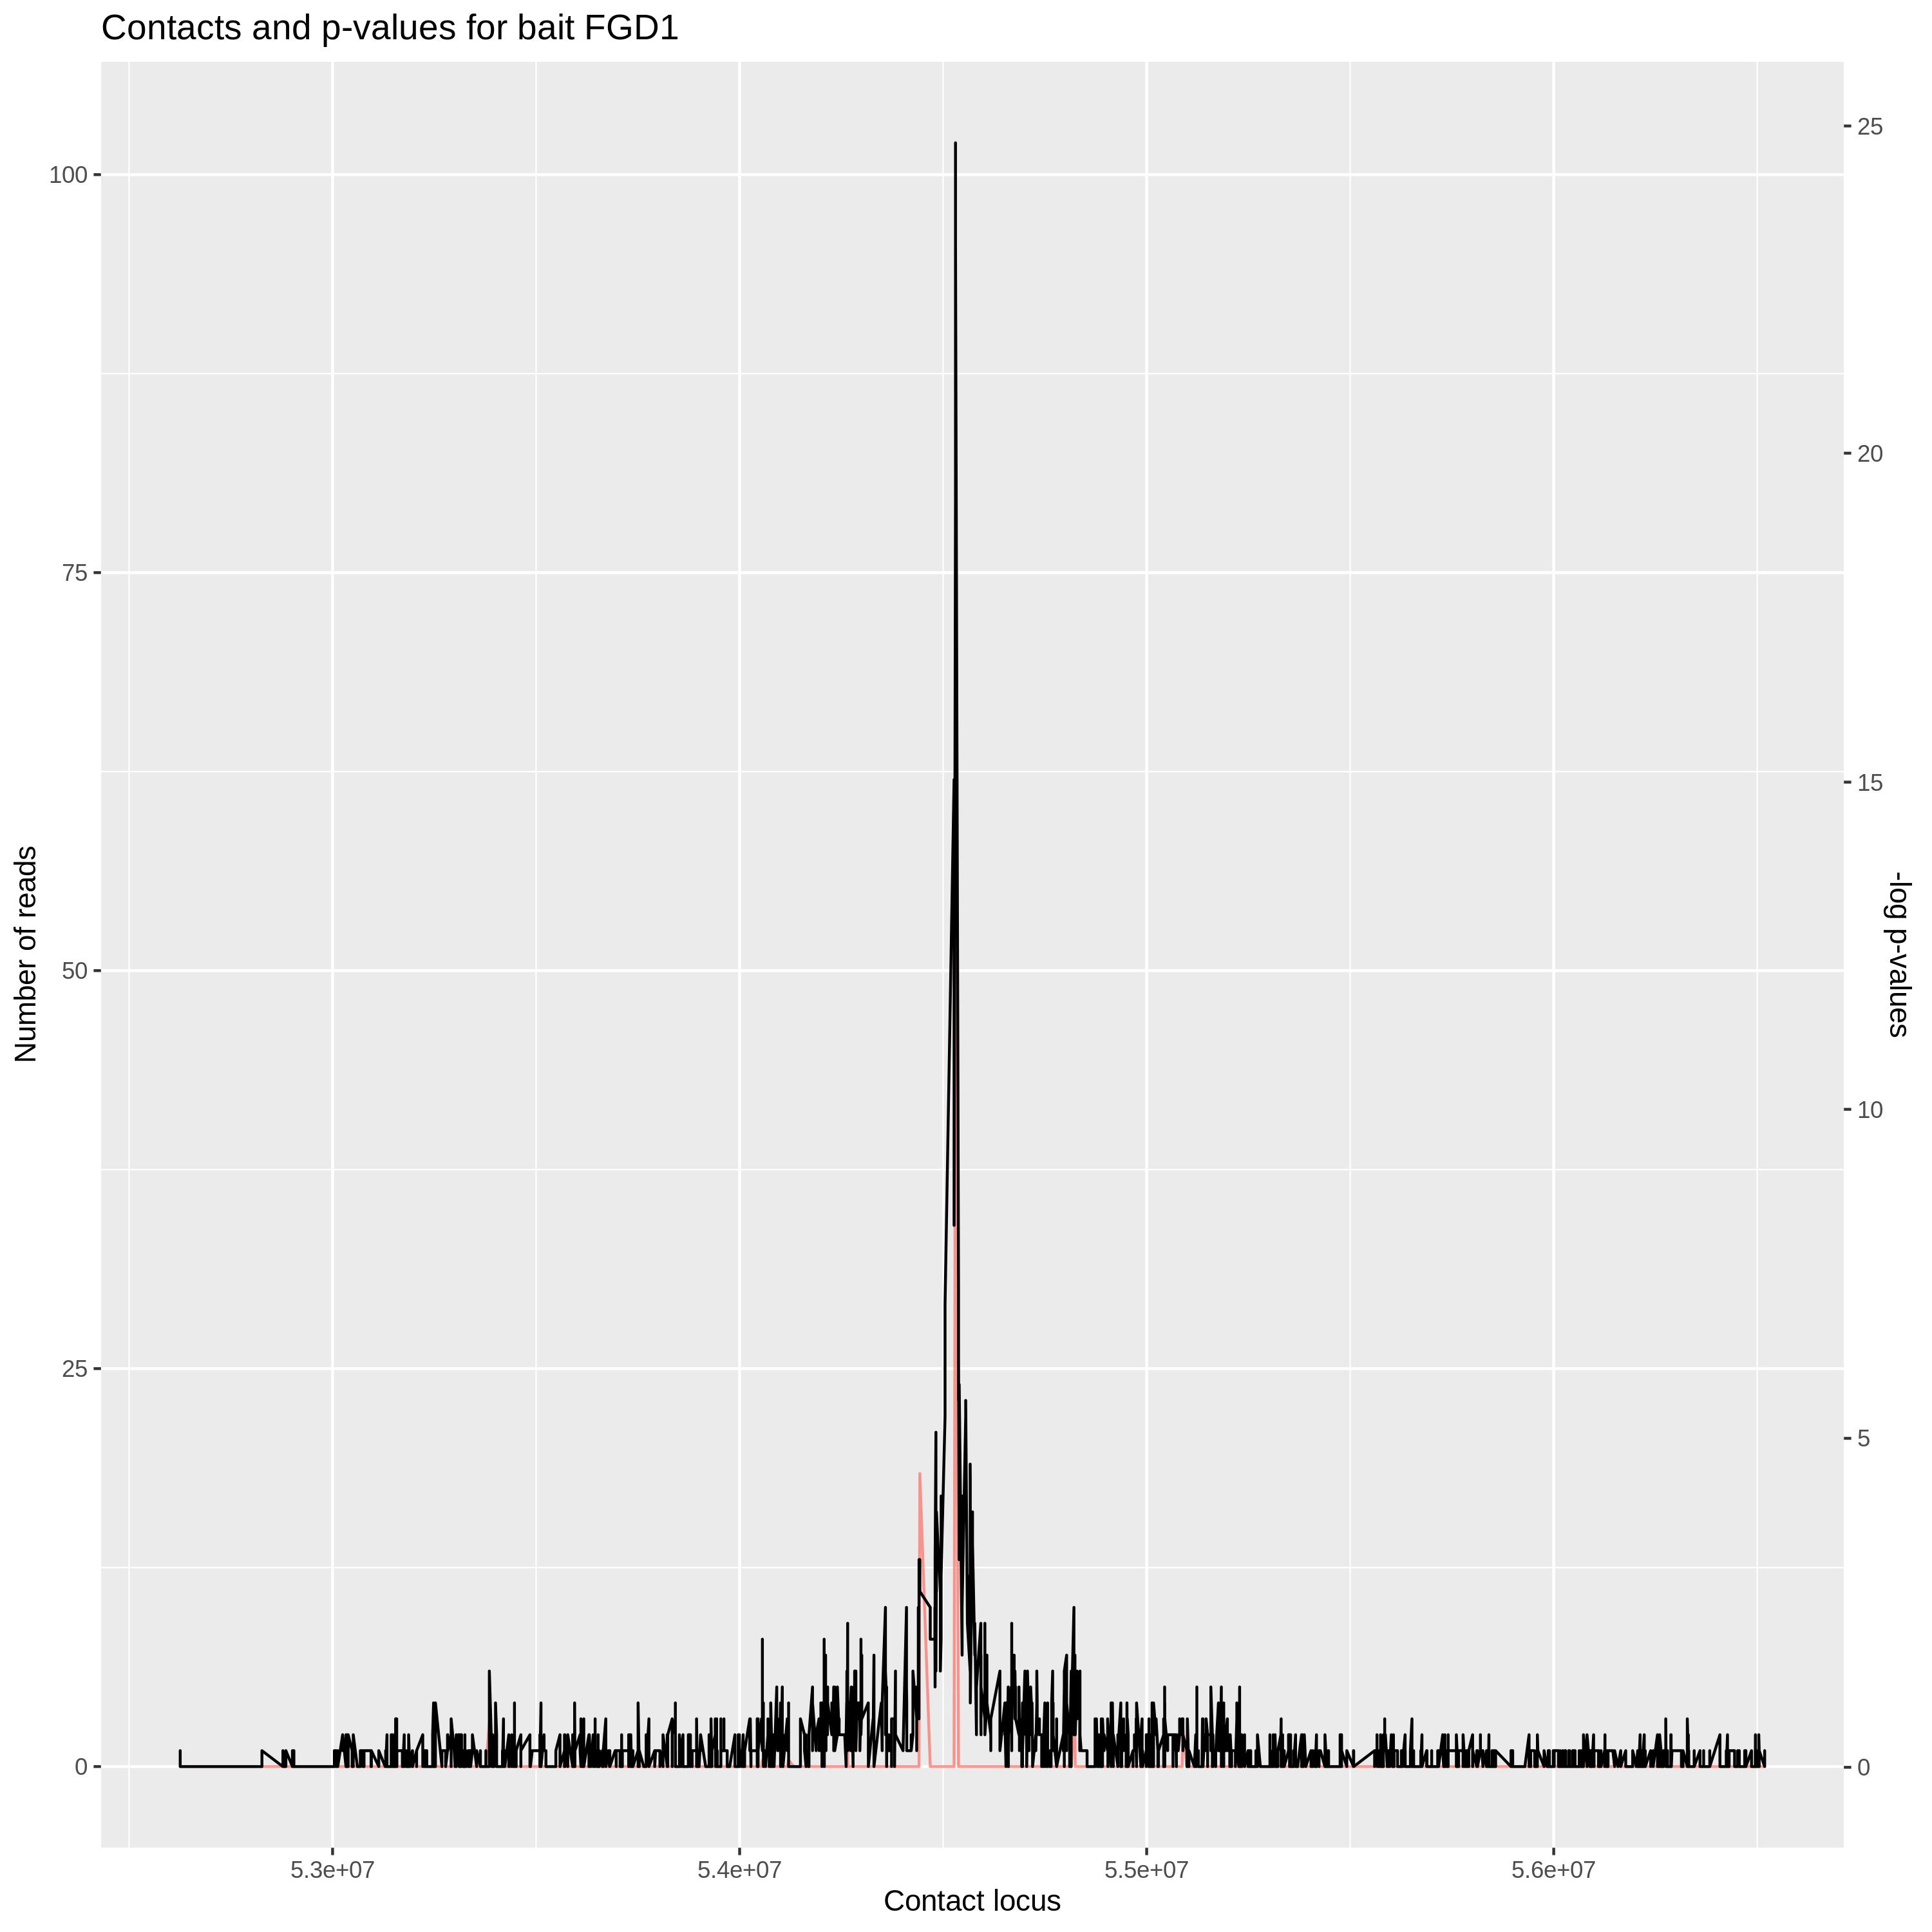 Contacts and p-values for bait FGD1
100
75
50
25
0
Number of reads
25
20
15
10
5
0
-log p-values
5.3e+07
5.4e+07
5.5e+07
5.6e+07
Contact locus